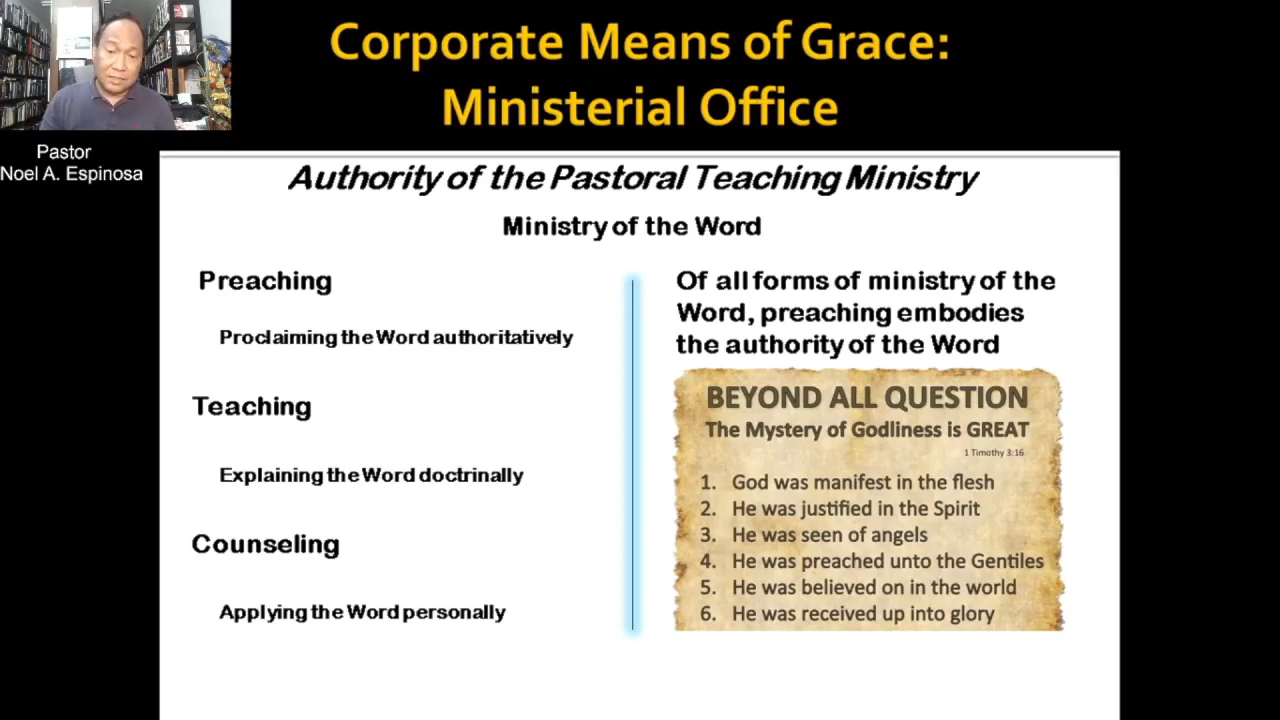 Corporate Means of Grace:
Ministerial Office
Pastor
Noel A. Espinosa
Authority of the Pastoral Teaching Ministry
Ministry of the Word
Preaching
Proclaiming the Word authoritatively
Teaching
Explaining the Word doctrinally
Counseling
Applying the Word personally
Of all forms of ministry of the
Word, preaching embodies
the authority of the Word
BEYOND ALL QUESTION
The Mystery of Godliness is GREAT
1 Timothy 3:16
1. God was manifest in the flesh
2. He was justified in the Spirit
3. He was seen of angels
4. He was preached unto the Gentiles
5. He was believed on in the world
6. He was received up into glory